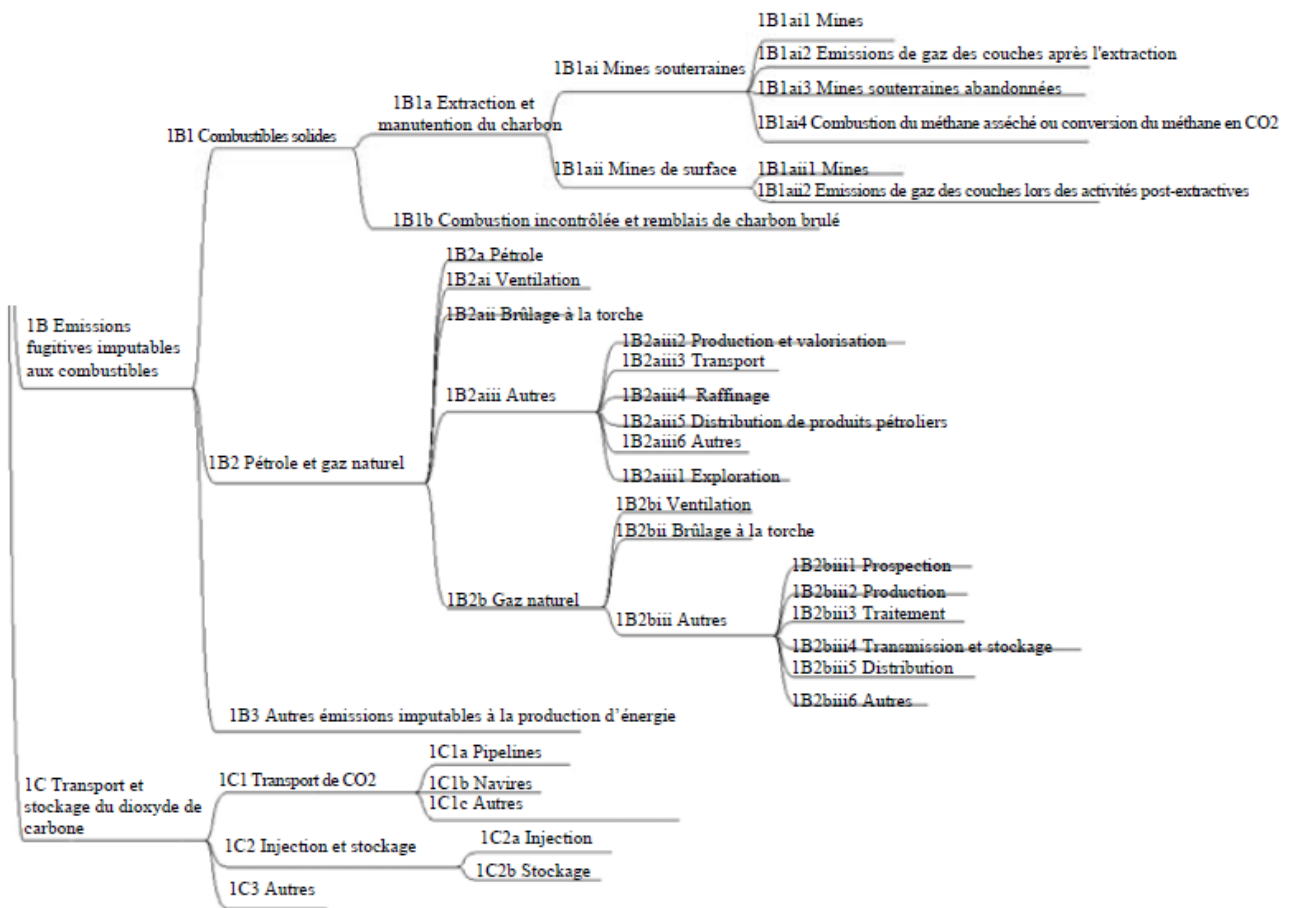 1B1ai1 Mines
1B1ai2 Emissions de gaz des couches après l'extraction
1B1ai Mines souterraines
1B1ai3 Mines souterraines abandonnées
1B1a Extraction et
manutention du charbon
1B1ai4 Combustion du méthane asséché ou conversion du méthane en CO2
1B1 Combustibles solides
1B1aii Mines de surface
1B1aii1 Mines
1B1aii2 Emissions de gaz des couches lors des activités post-extractives
1B1b Combustion incontrôlée et remblais de charbon brulé
1B2a Pétrole
1B2ai Ventilation
1B2aii Brûlage à la torche
1B Emissions
fugitives imputables
aux combustibles
1B2aiii2 Production et valorisation
1B2aiii3 Transport
1B2aiii Autres
1B2aiii4 Raffinage
1B2aiii5 Distribution de produits pétroliers
1B2aiii6 Autres
1B2 Pétrole et gaz naturel
1B2aiii1 Exploration
1B2bi Ventilation
1B2bii Brûlage à la torche
1B2biii1 Prospection
1B2biii2 Production
1B2b Gaz naturel
1B2biii3 Traitement
1B2biii Autres
1B2biii4 Transmission et stockage
1B2biii5 Distribution
1B2biii6 Autres
1B3 Autres émissions imputables à la production d’énergie
1C1a Pipelines
1C Transport et
stockage du dioxyde de
carbone
1C1 Transport de CO2
1C1b Navires
1C1c Autres
1C2a Injection
1C2 Injection et stockage
1C2b Stockage
1C3 Autres